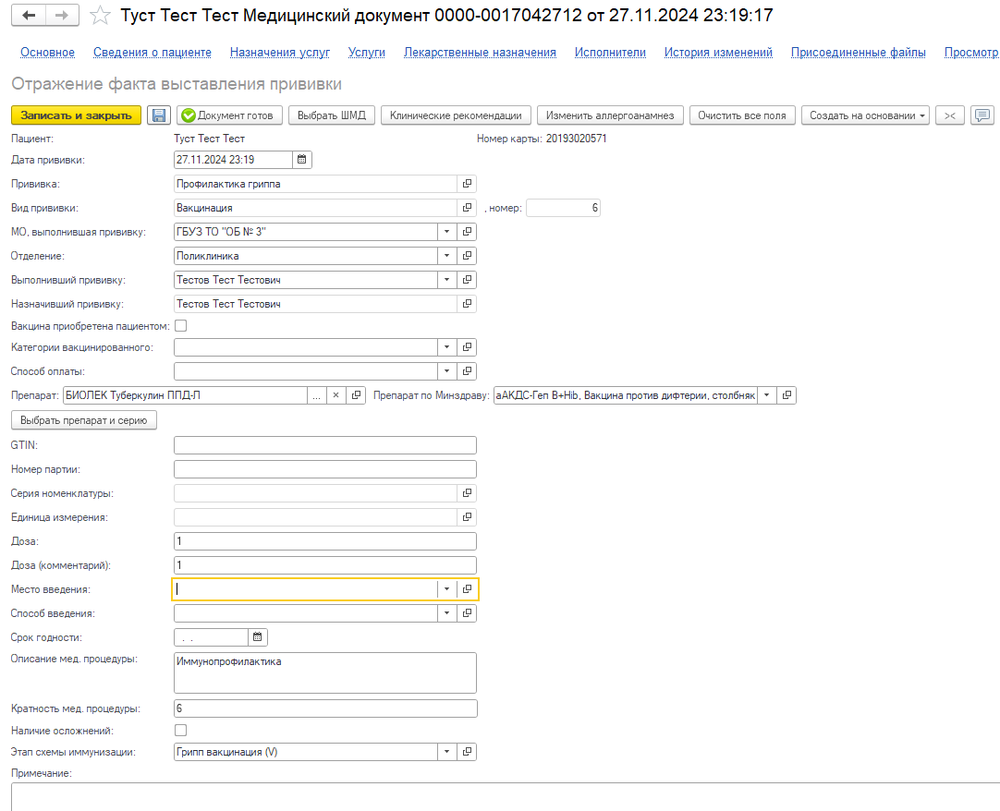 Туст Тест Тест Медицинский документ 0000-0017042712 от 27.11.2024 23:19:17
Основное Сведения о пациенте Назначения услуг Услуги Лекарственные назначения Исполнители История изменений Присоединенные файлы Просмотр
Отражение факта выставления прививки
Записать и закрыть Документ готов Выбрать ШМД Клинические рекомендации Изменить аллергоанамнез Очистить все поля Создать на основании ><
Пациент: Туст Тест Тест Номер карты: 20193020571
Дата прививки: 27.11.2024 23:19
Прививка: Профилактика гриппа
Вид прививки: Вакцинация , номер: 6
МО, выполнившая прививку: ГБУЗ ТО "ОБ № 3"
Отделение: Поликлиника
Выполнивший прививку: Тестов Тест Тестович
Назначивший прививку: Тестов Тест Тестович
Вакцина приобретена пациентом:
Категории вакцинированного:
Способ оплаты:
Препарат: БИОЛЕК Туберкулин ППД-Л ... × Препарат по Минздраву: аАКДС-Геп В+Hib, Вакцина против дифтерии, столбняк
Выбрать препарат и серию
GTIN:
Номер партии:
Серия номенклатуры:
Единица измерения:
Доза: 1
Доза (комментарий): 1
Место введения:
Способ введения:
Срок годности: . .
Описание мед. процедуры: Иммунопрофилактика
Кратность мед. процедуры: 6
Наличие осложнений:
Этап схемы иммунизации: Грипп вакцинация (V)
Примечание: